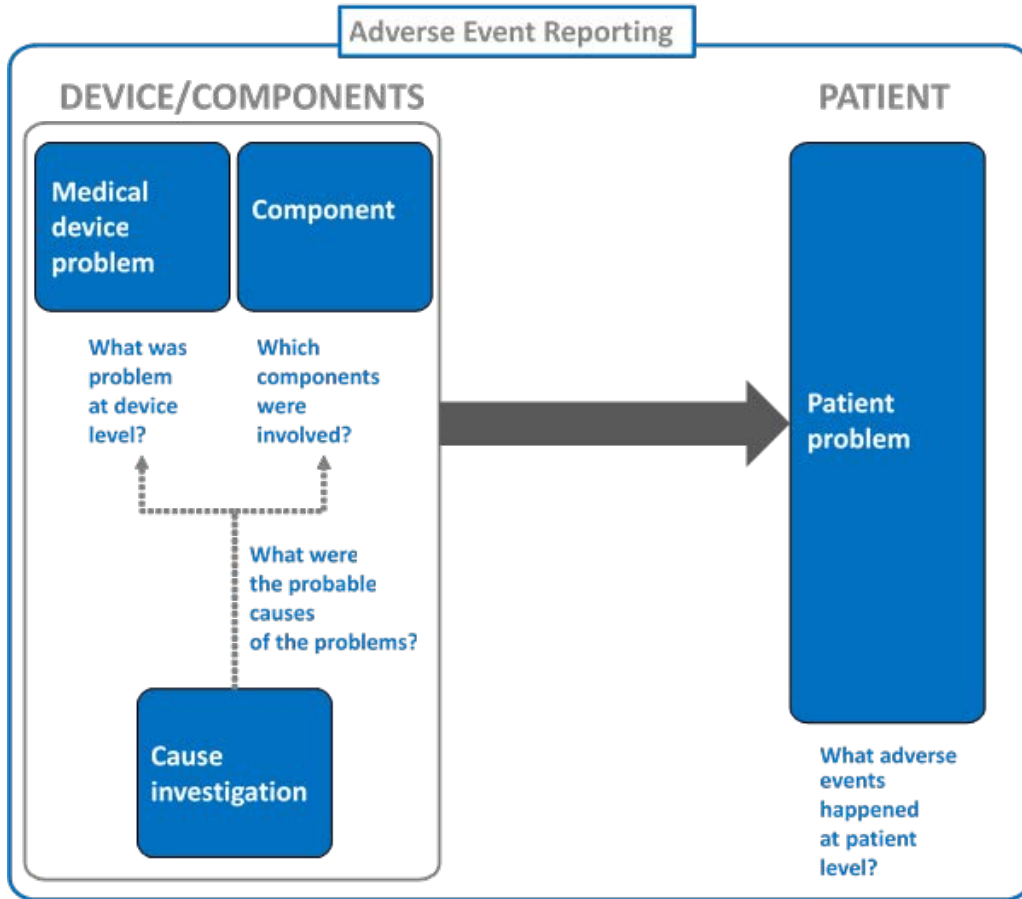 Adverse Event Reporting
DEVICE/COMPONENTS
PATIENT
Medical
device
problem
Component
What was
problem
at device
level?
Which
components
were
involved?
What were
the probable
causes
of the problems?
Cause
investigation
Patient
problem
What adverse
events
happened
at patient
level?